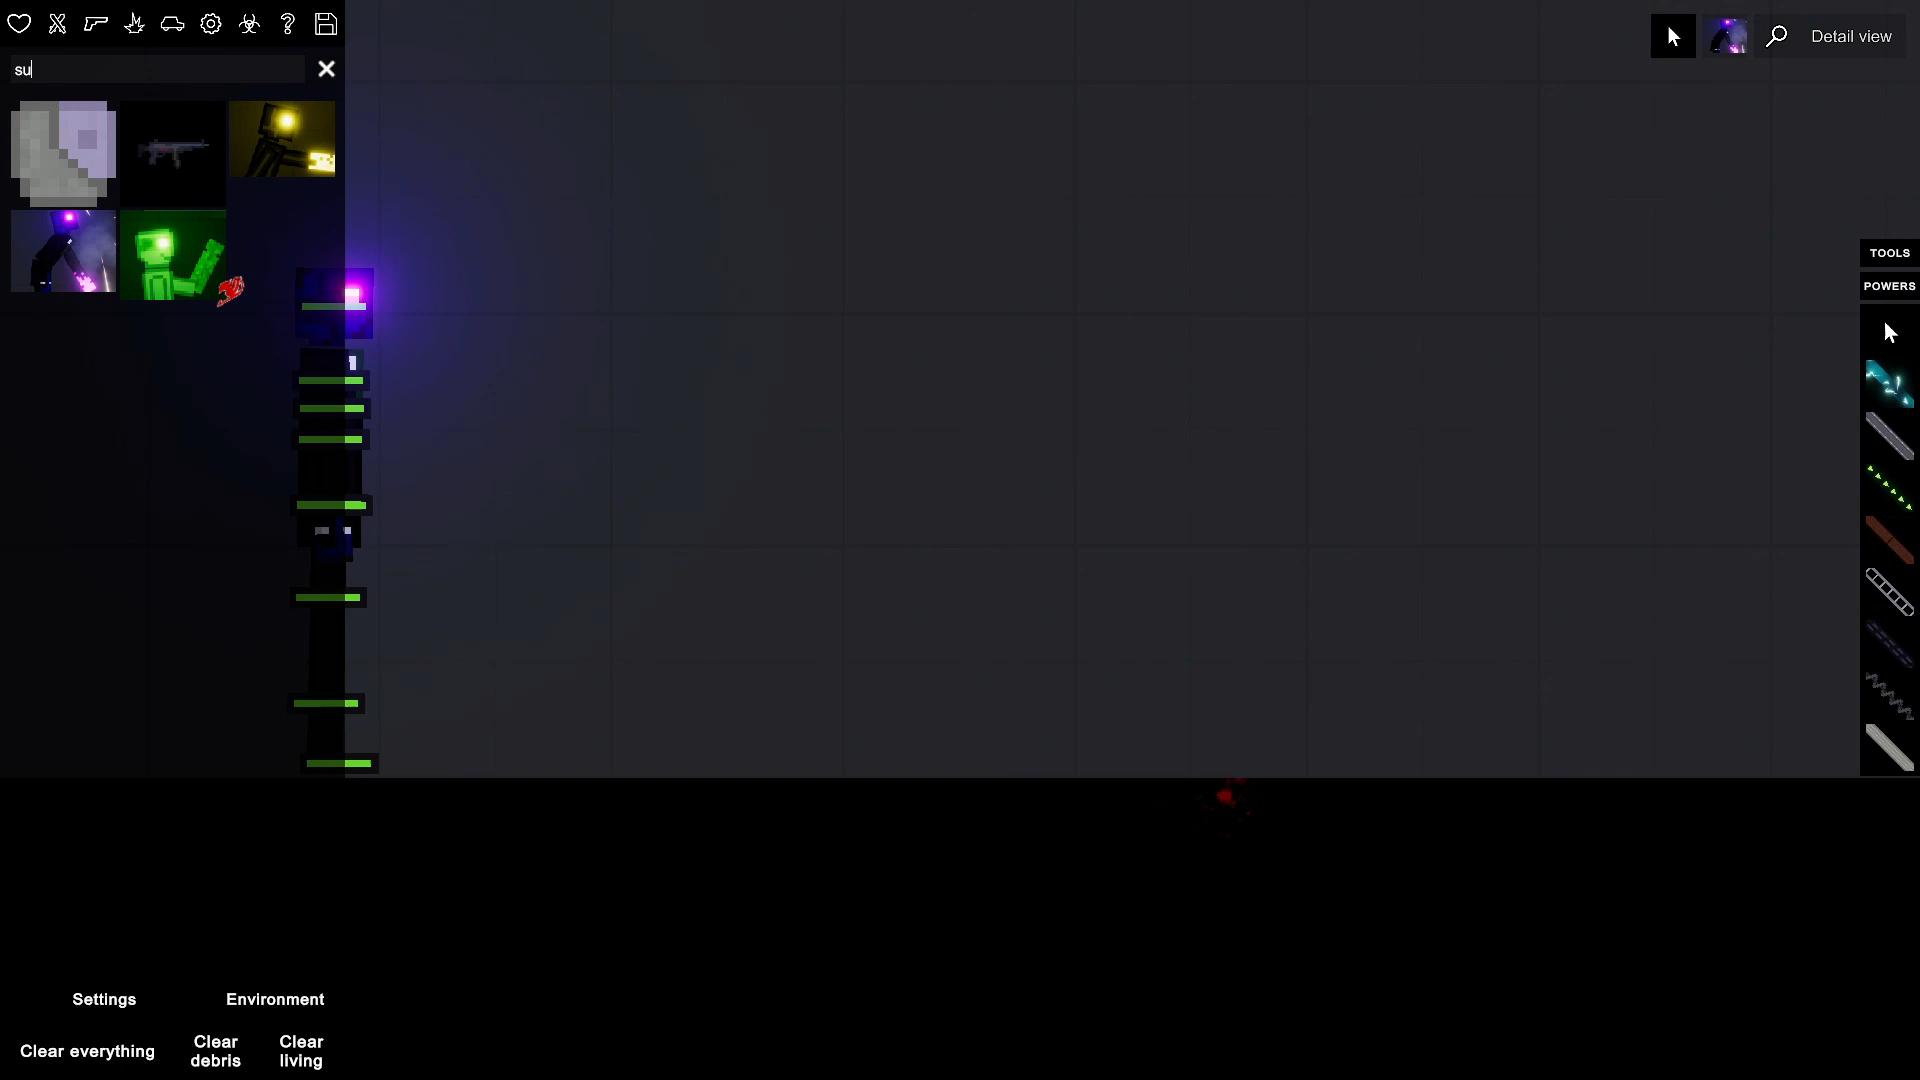 su
Detail view
TOOLS
POWERS
Settings
Environment
Clear everything
Clear
debris
Clear
living